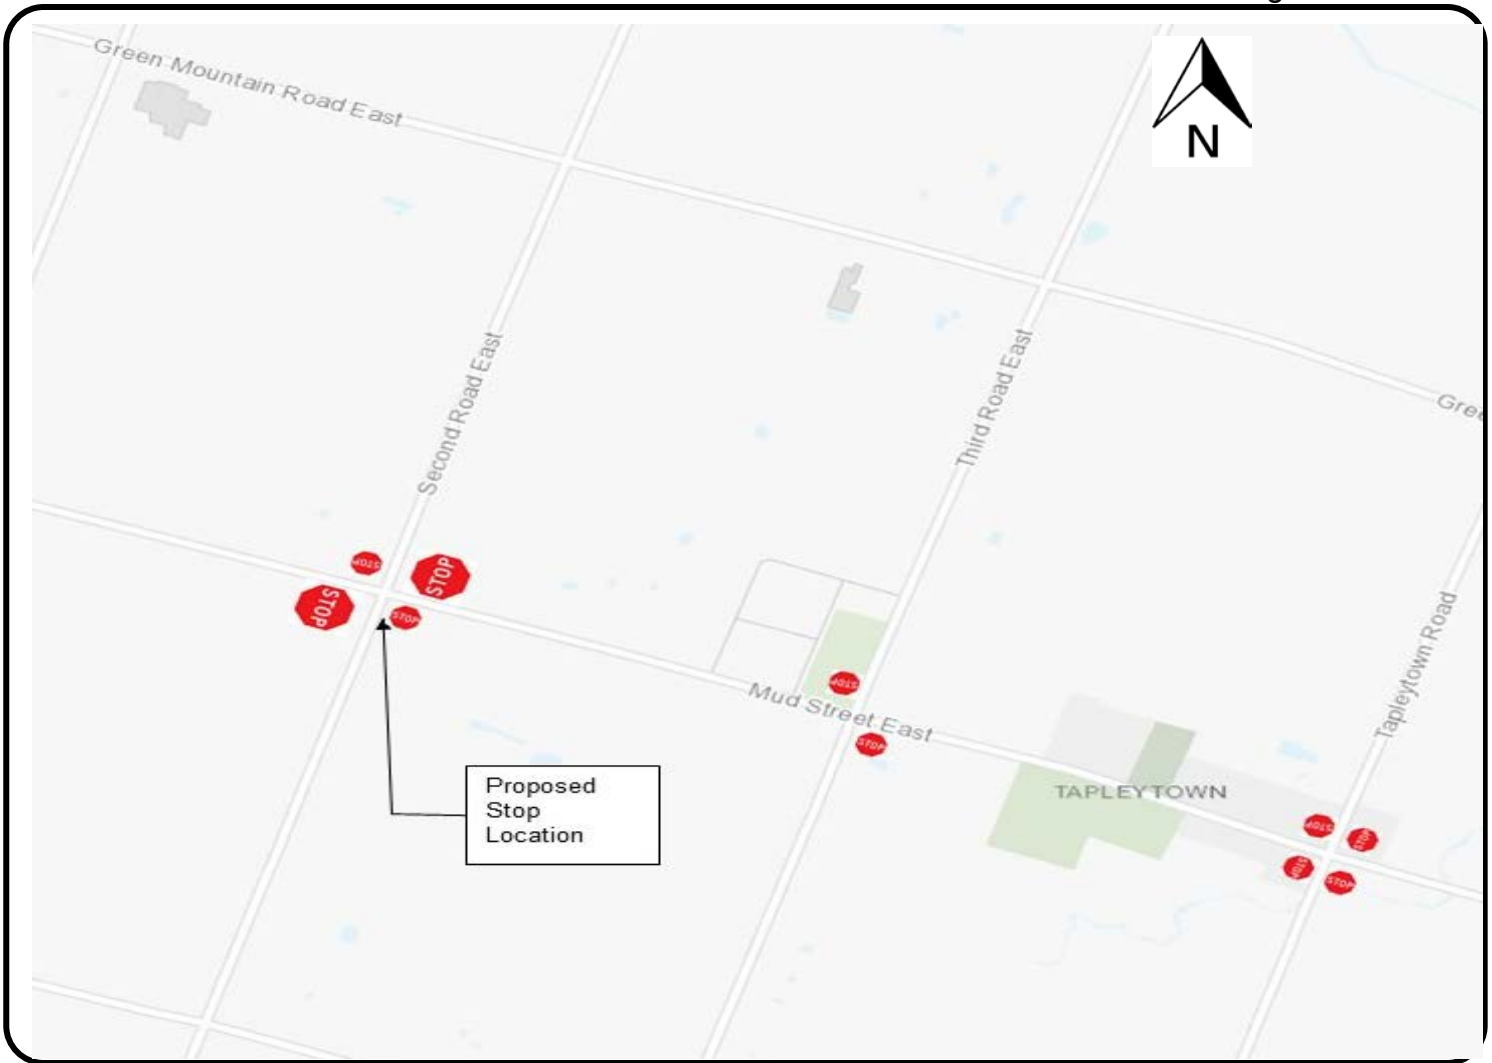 Green Mountain Road East
N
Second Road East
Third Road East
Gree
STOP
STOP
STOP
STOP
Tapleytown Road
STOP
Mud Street East
STOP
Proposed
Stop
Location
TAPLEYTOWN
STOP
STOP
STOP
STOP